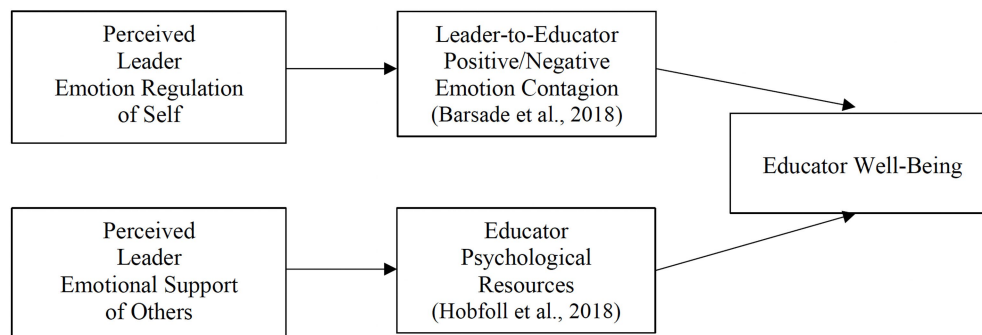 Perceived
Leader
Emotion Regulation
of Self
Leader-to-Educator
Positive/Negative
Emotion Contagion
(Barsade et al., 2018)
Educator Well-Being
Perceived
Leader
Emotional Support
of Others
Educator
Psychological
Resources
(Hobfoll et al., 2018)